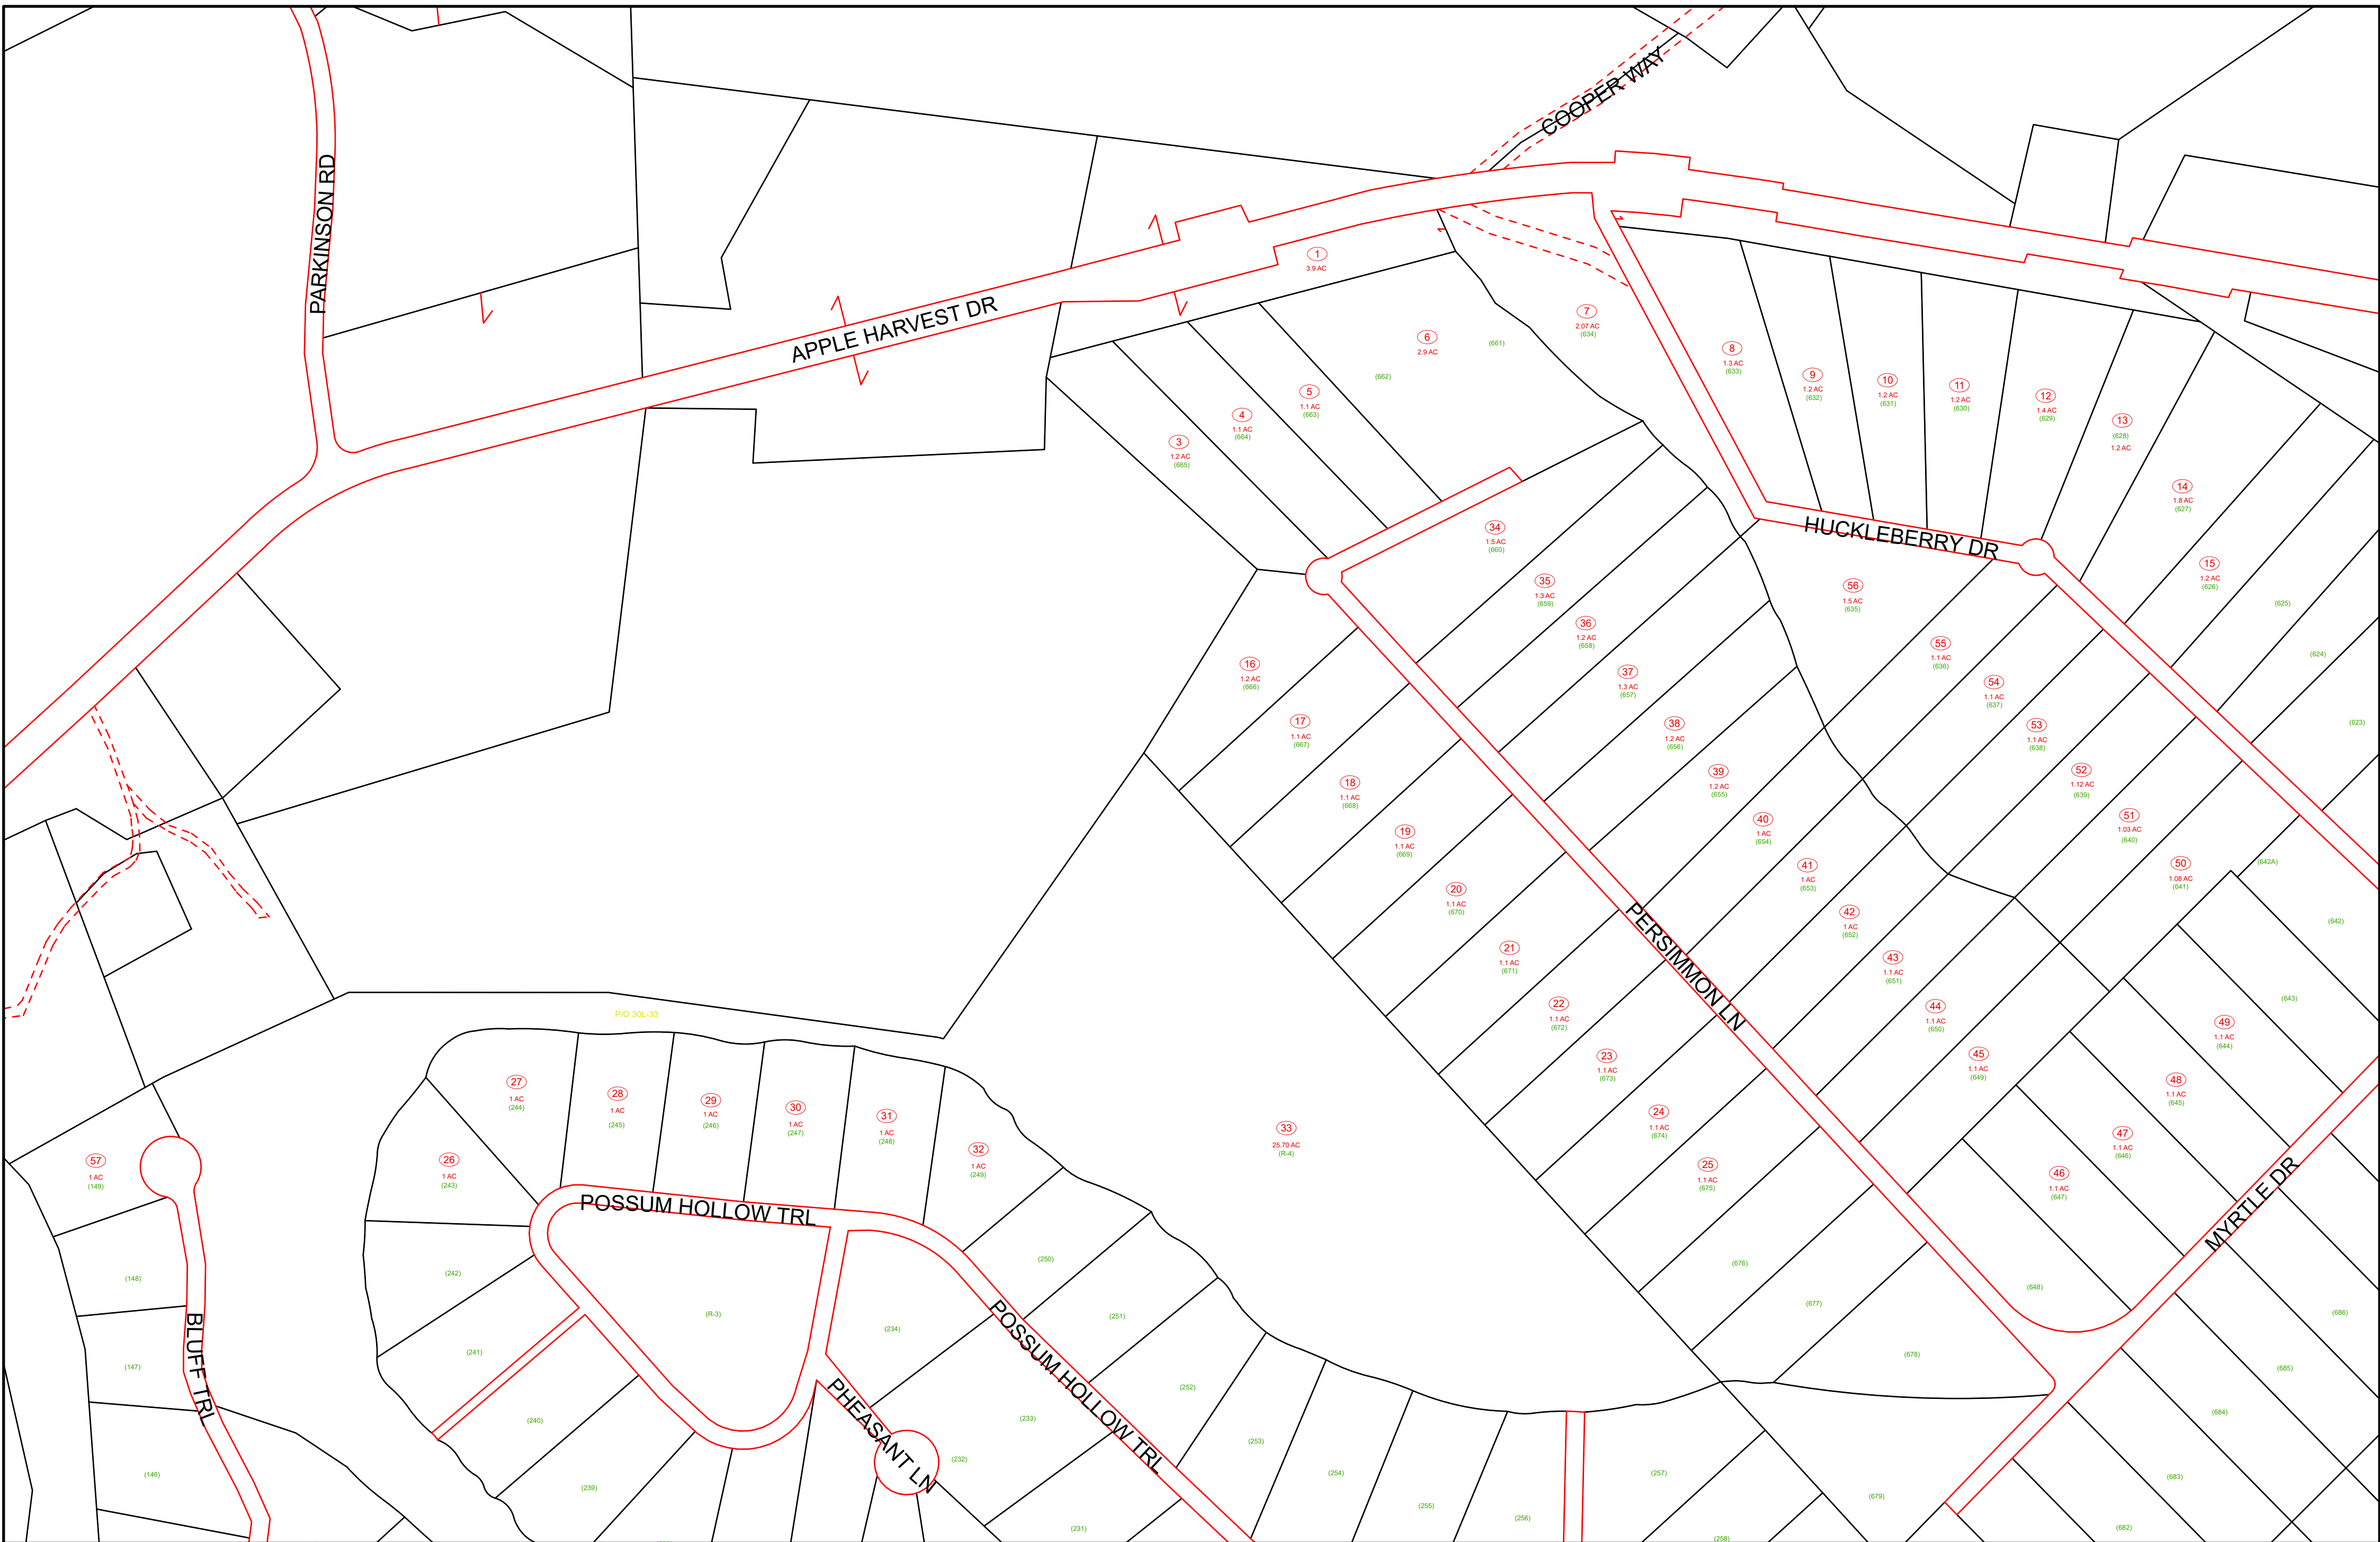 COOPER WAY
PARKINSON RD
APPLE HARVEST DR
1
3.9 AC
3
1.2 AC
(665)
4
1.1 AC
(664)
5
1.1 AC
(663)
6
2.9 AC
(662)
(661)
7
2.07 AC
(634)
8
1.3 AC
(633)
9
1.2 AC
(632)
10
1.2 AC
(631)
11
1.2 AC
(630)
12
1.4 AC
(629)
13
(628)
1.2 AC
14
1.8 AC
(627)
15
1.2 AC
(626)
(625)
(624)
(623)
HUCKLEBERRY DR
34
1.5 AC
(660)
35
1.3 AC
(659)
36
1.2 AC
(658)
37
1.3 AC
(657)
38
1.2 AC
(656)
39
1.2 AC
(655)
40
1 AC
(654)
41
1 AC
(653)
42
1 AC
(652)
43
1.1 AC
(651)
44
1.1 AC
(650)
45
1.1 AC
(649)
56
1.5 AC
(635)
55
1.1 AC
(636)
54
1.1 AC
(637)
53
1.1 AC
(638)
52
1.12 AC
(639)
51
1.03 AC
(640)
50
1.08 AC
(641)
(642A)
(642)
(643)
49
1.1 AC
(644)
48
1.1 AC
(645)
47
1.1 AC
(646)
46
1.1 AC
(647)
(648)
16
1.2 AC
(666)
17
1.1 AC
(667)
18
1.1 AC
(668)
19
1.1 AC
(669)
20
1.1 AC
(670)
21
1.1 AC
(671)
22
1.1 AC
(672)
23
1.1 AC
(673)
24
1.1 AC
(674)
25
1.1 AC
(675)
(676)
(677)
(678)
PERSIMMON LN
MYRTLE DR
P/O 30L-33
33
25.70 AC
(R-4)
27
1 AC
(244)
28
1 AC
(245)
29
1 AC
(246)
30
1 AC
(247)
31
1 AC
(248)
32
1 AC
(249)
26
1 AC
(243)
57
1 AC
(149)
(148)
(147)
(146)
BLUFF TRL
POSSUM HOLLOW TRL
(R-3)
(242)
(241)
(240)
(239)
(234)
(233)
(232)
(231)
PHEASANT LN
POSSUM HOLLOW TRL
(250)
(251)
(252)
(253)
(254)
(255)
(256)
(257)
(258)
(679)
(682)
(683)
(684)
(685)
(686)